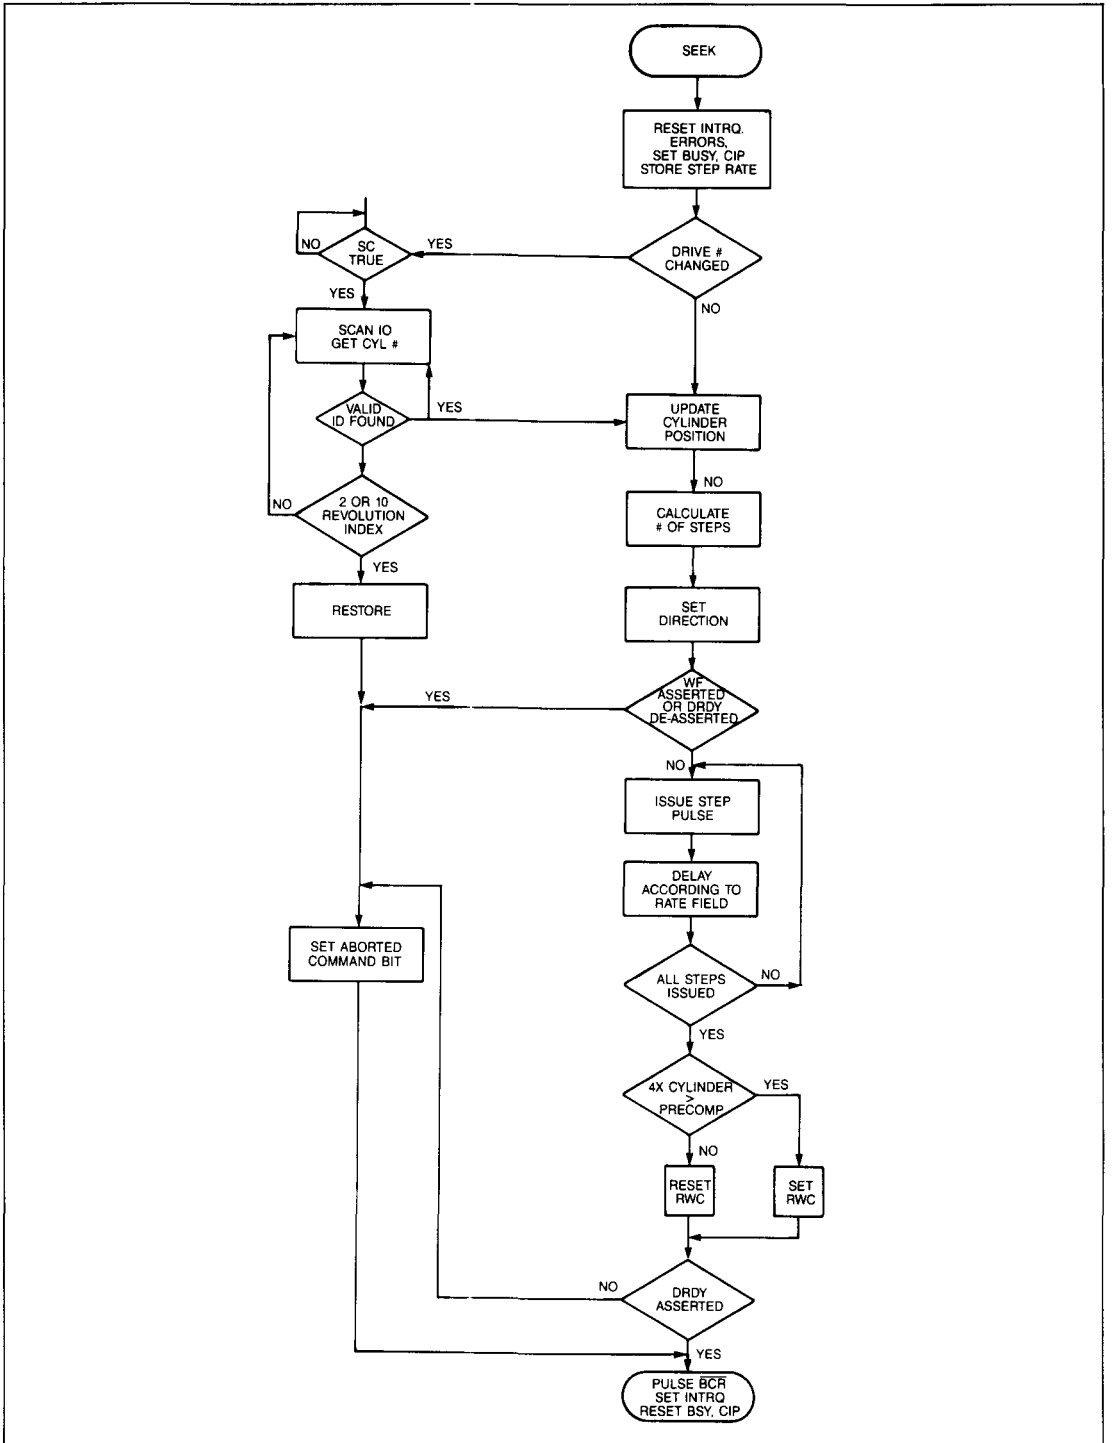 SEEK
RESET INTRQ.
ERRORS,
SET BUSY, CIP
STORE STEP RATE
DRIVE #
CHANGED
YES
NO
SC
TRUE
NO
YES
SCAN IO
GET CYL #
VALID
ID FOUND
YES
UPDATE
CYLINDER
POSITION
NO
2 OR 10
REVOLUTION
INDEX
NO
YES
CALCULATE
# OF STEPS
RESTORE
SET
DIRECTION
WF
ASSERTED
OR DRDY
DE-ASSERTED
YES
NO
ISSUE STEP
PULSE
DELAY
ACCORDING TO
RATE FIELD
SET ABORTED
COMMAND BIT
ALL STEPS
ISSUED
NO
YES
4X CYLINDER
>
PRECOMP
YES
NO
RESET
RWC
SET
RWC
DRDY
ASSERTED
NO
YES
PULSE B̅C̅R̅
SET INTRQ
RESET BSY, CIP